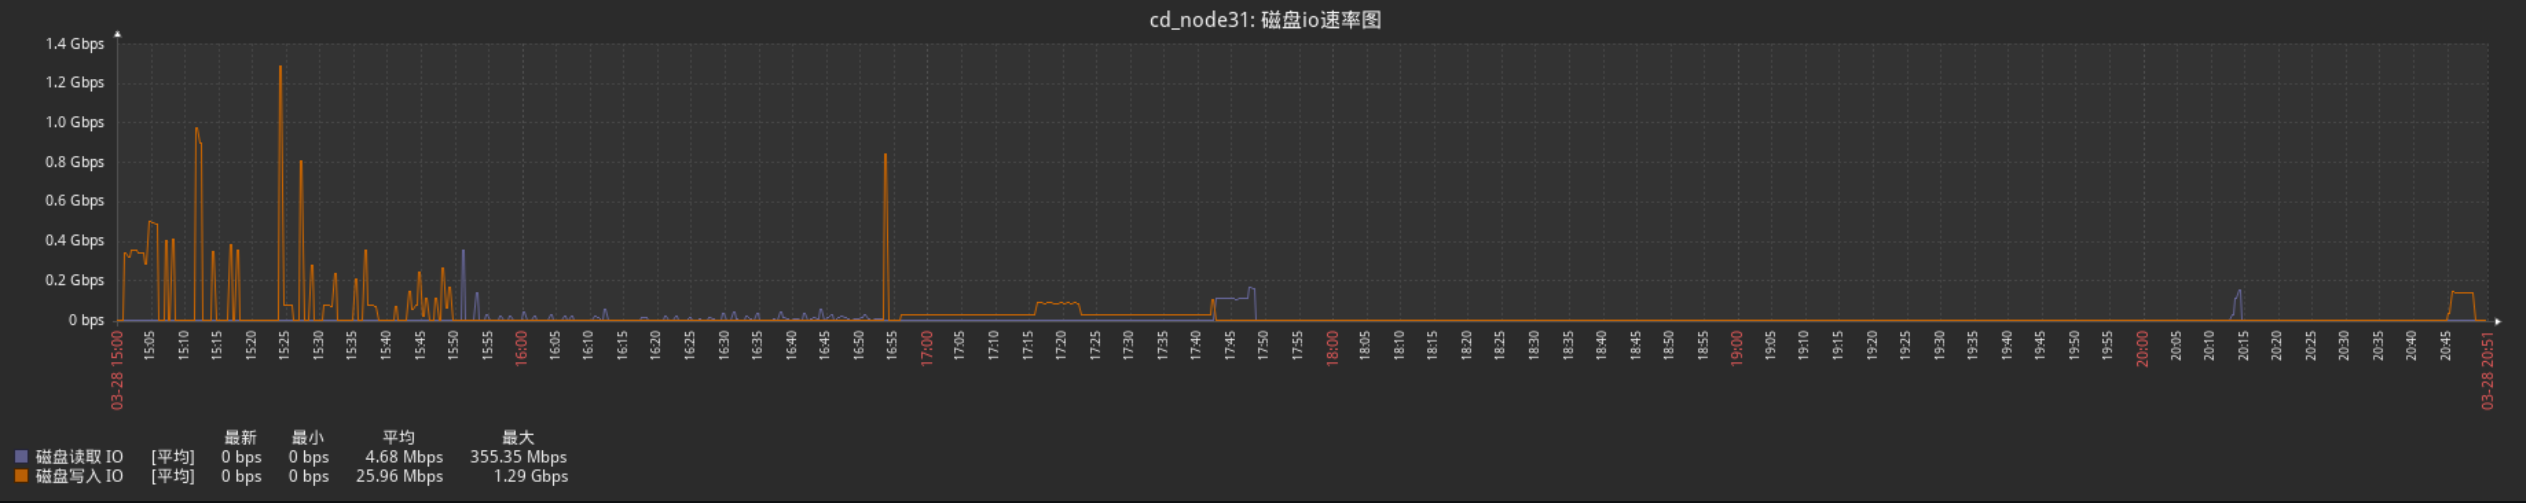 cd_node31: 磁盘io速率图
1.4 Gbps
1.2 Gbps
1.0 Gbps
0.8 Gbps
0.6 Gbps
0.4 Gbps
0.2 Gbps
0 bps
03-28 15:00 15:05 15:10 15:15 15:20 15:25 15:30 15:35 15:40 15:45 15:50 15:55 16:00 16:05 16:10 16:15 16:20 16:25 16:30 16:35 16:40 16:45 16:50 16:55 17:00 17:05 17:10 17:15 17:20 17:25 17:30 17:35 17:40 17:45 17:50 17:55 18:00 18:05 18:10 18:15 18:20 18:25 18:30 18:35 18:40 18:45 18:50 18:55 19:00 19:05 19:10 19:15 19:20 19:25 19:30 19:35 19:40 19:45 19:50 19:55 20:00 20:05 20:10 20:15 20:20 20:25 20:30 20:35 20:40 20:45 03-28 20:51
最新 最小 平均 最大
磁盘读取 IO [平均] 0 bps 0 bps 4.68 Mbps 355.35 Mbps
磁盘写入 IO [平均] 0 bps 0 bps 25.96 Mbps 1.29 Gbps